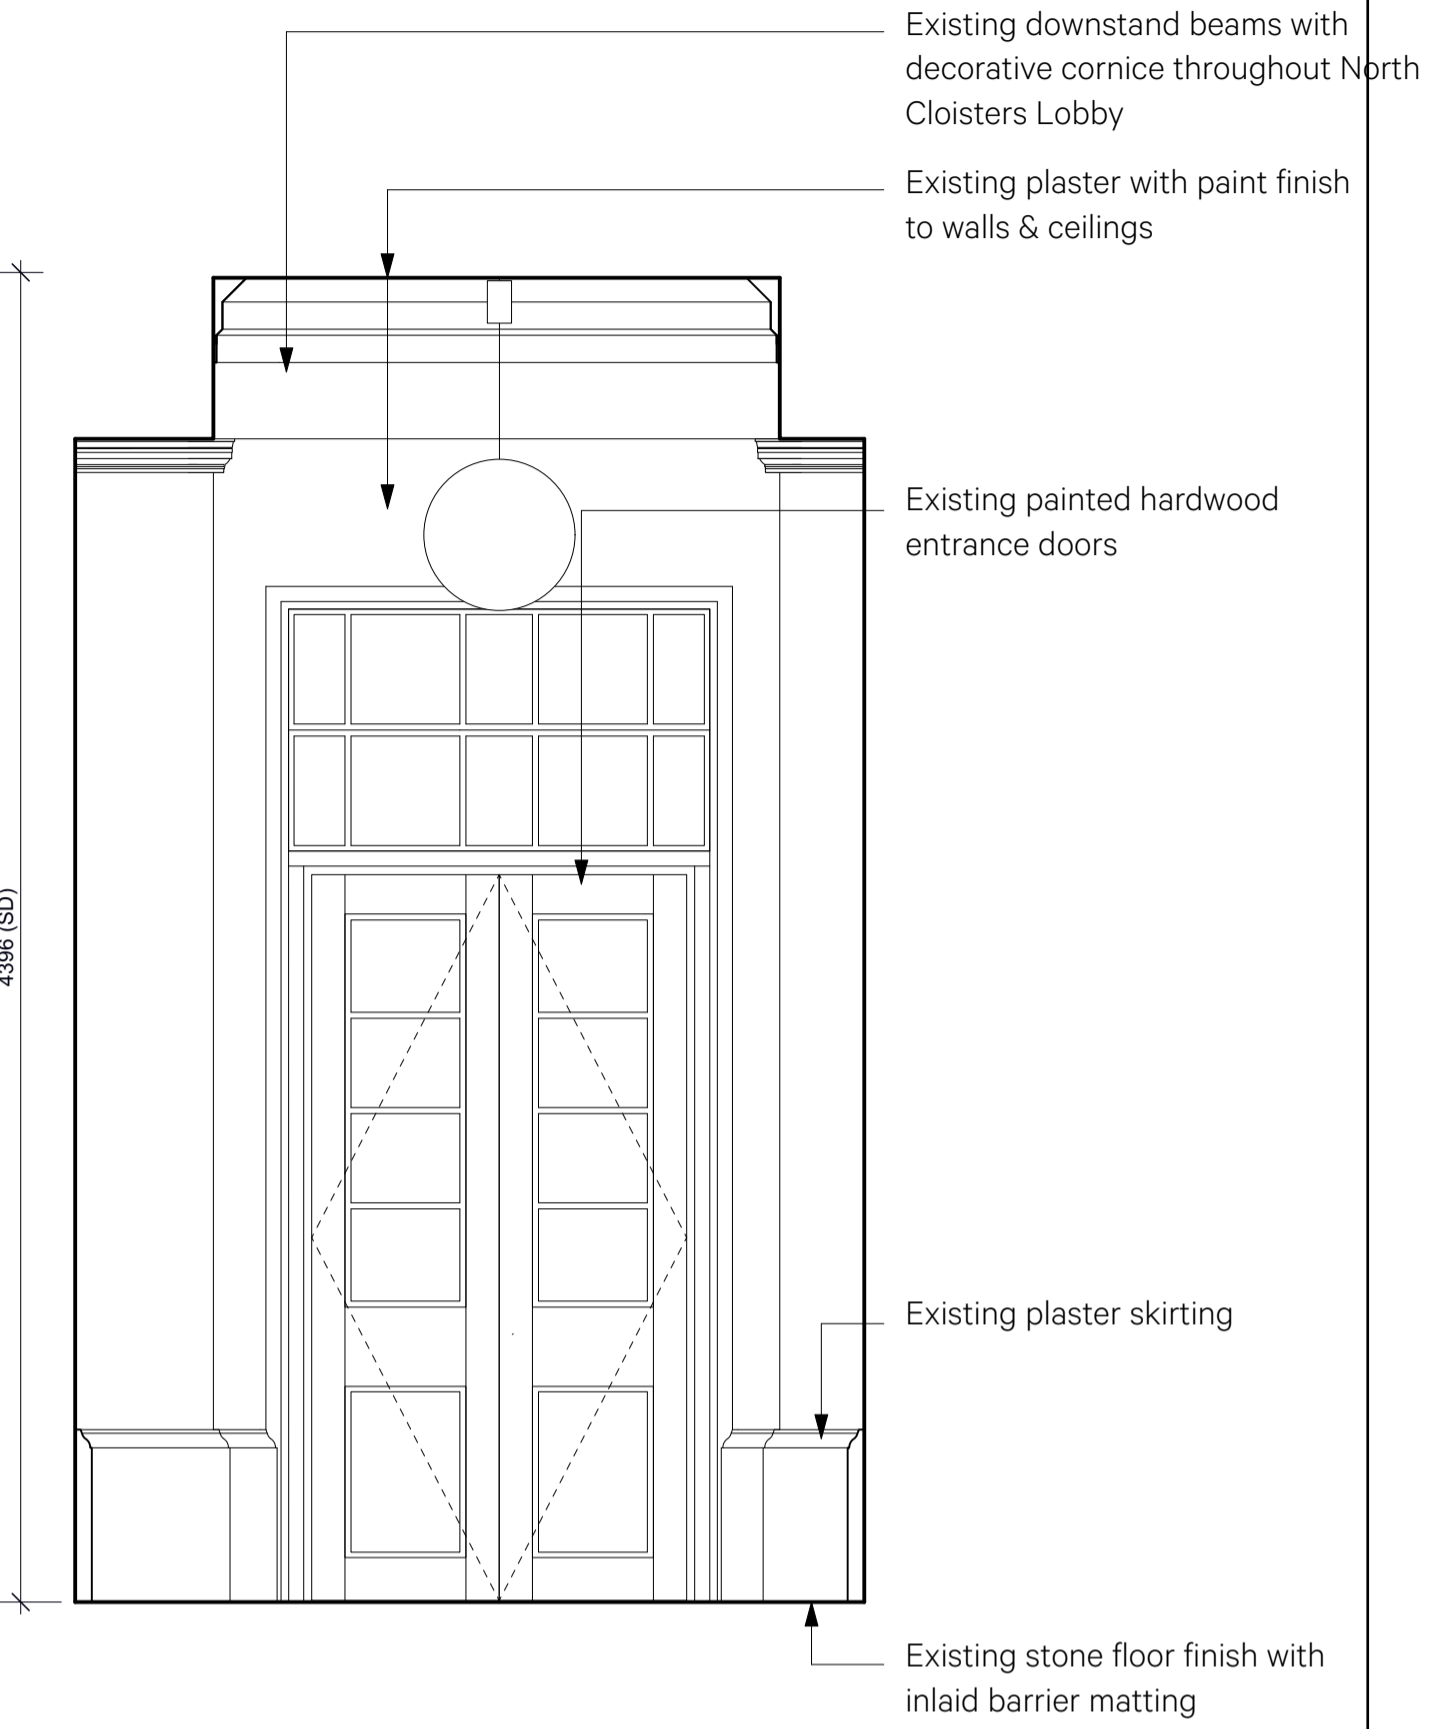 Existing downstand beams with
decorative cornice throughout North
Cloisters Lobby
Existing plaster with paint finish
to walls & ceilings
Existing painted hardwood
entrance doors
4396 (SD)
Existing plaster skirting
Existing stone floor finish with
inlaid barrier matting